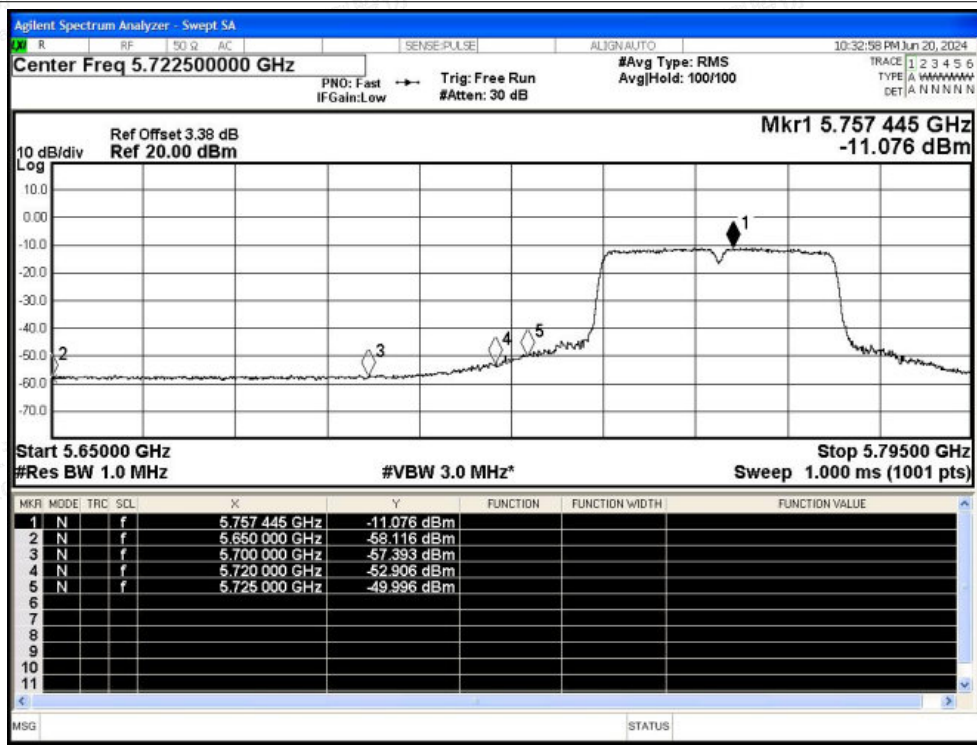 Agilent Spectrum Analyzer - Swept SA
LXI R RF 50 Ω AC SENSE:PULSE ALIGNAUTO 10:32:58 PM Jun 20, 2024
Center Freq 5.722500000 GHz
PNO: Fast
IFGain:Low
Trig: Free Run
#Atten: 30 dB
#Avg Type: RMS
Avg|Hold: 100/100
TRACE 1 2 3 4 5 6
TYPE A WWWWW
DET A N N N N N
Mkr1 5.757 445 GHz
-11.076 dBm
Ref Offset 3.38 dB
10 dB/div Ref 20.00 dBm
Log
10.0
0.00
-10.0
-20.0
-30.0
-40.0
-50.0
-60.0
-70.0
1
2
3
4
5
Start 5.65000 GHz Stop 5.79500 GHz
#Res BW 1.0 MHz #VBW 3.0 MHz* Sweep 1.000 ms (1001 pts)
MKR MODE TRC SCL X Y FUNCTION FUNCTION WIDTH FUNCTION VALUE
1 N f 5.757 445 GHz -11.076 dBm
2 N f 5.650 000 GHz -58.116 dBm
3 N f 5.700 000 GHz -57.393 dBm
4 N f 5.720 000 GHz -52.906 dBm
5 N f 5.725 000 GHz -49.996 dBm
6
7
8
9
10
11
MSG STATUS